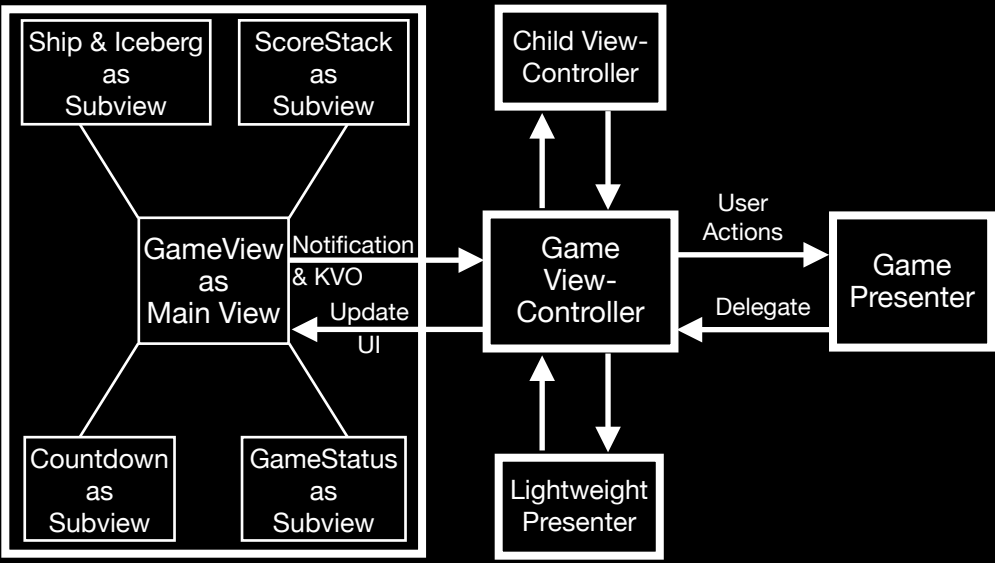 Ship & Iceberg
as
Subview
ScoreStack
as
Subview
Child View-
Controller
GameView
as
Main View
Notification
& KVO
Update
UI
Game
View-
Controller
User
Actions
Delegate
Game
Presenter
Countdown
as
Subview
GameStatus
as
Subview
Lightweight
Presenter